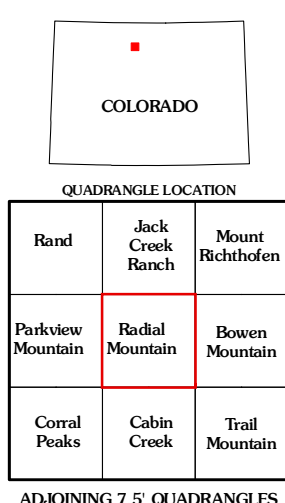 COLORADO
QUADRANGLE LOCATION
Rand
Jack
Creek
Ranch
Mount
Richthofen
Parkview
Mountain
Radial
Mountain
Bowen
Mountain
Corral
Peaks
Cabin
Creek
Trail
Mountain
ADJOINING 7.5' QUADRANGLES